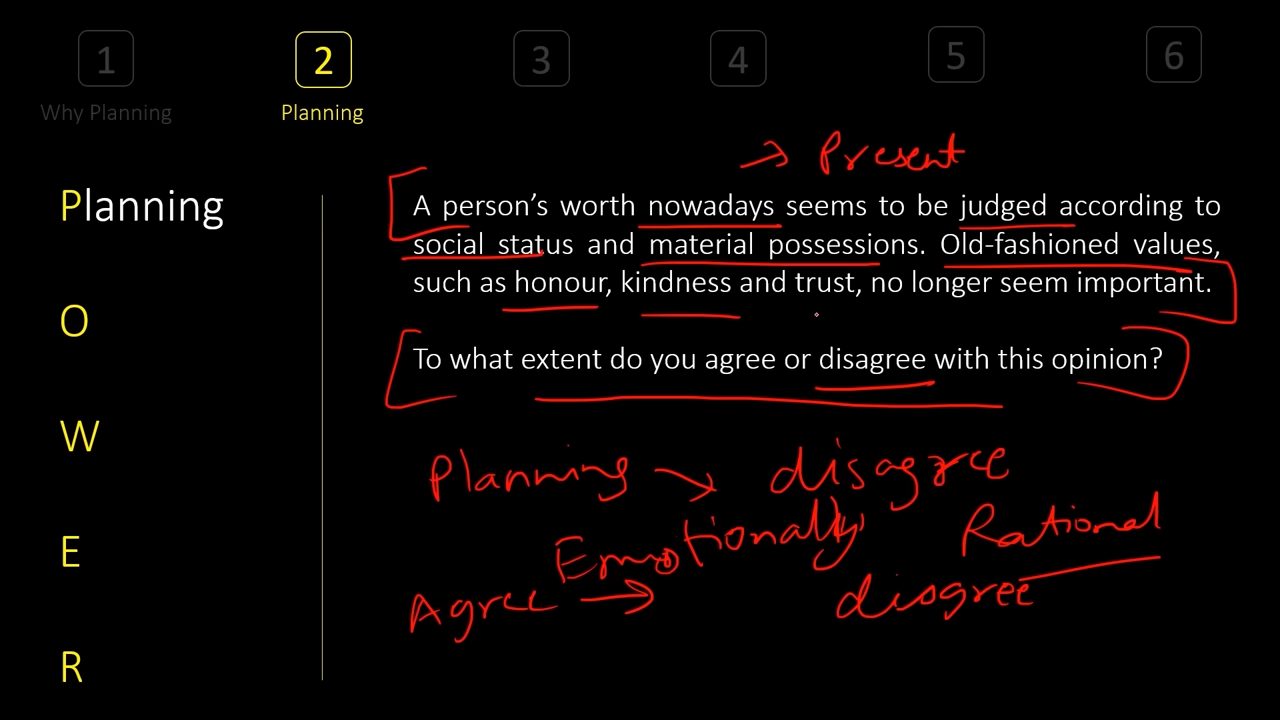 1 2 3 4 5 6
Why Planning Planning
→ Present
Planning
A person's worth nowadays seems to be judged according to
social status and material possessions. Old-fashioned values,
such as honour, kindness and trust, no longer seem important.
O
To what extent do you agree or disagree with this opinion?
W
Planning → disagree
Emotionally Rational
E
Agree → disgree
R